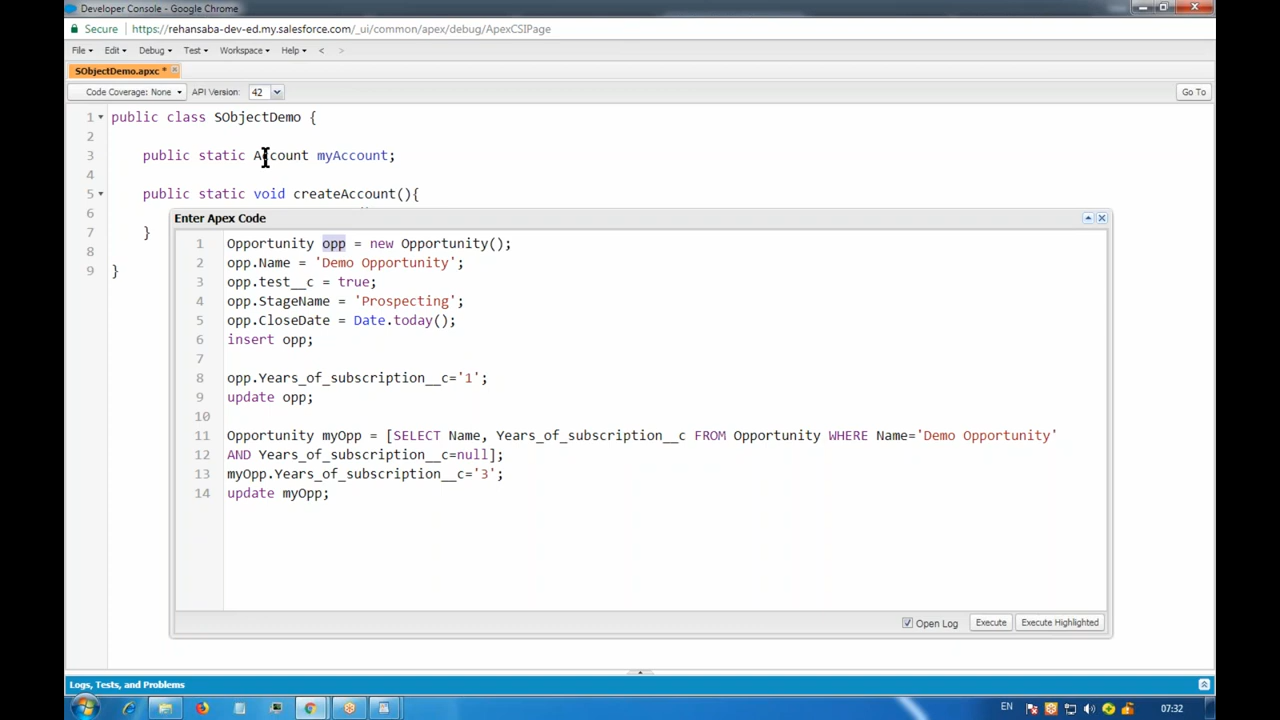 Developer Console - Google Chrome
Secure https://rehansaba-dev-ed.my.salesforce.com/_ui/common/apex/debug/ApexCSIPage
File Edit Debug Test Workspace Help < >
SObjectDemo.apxc *
Code Coverage: None API Version: 42 Go To
1 public class SObjectDemo {
2
3 public static Account myAccount;
4
5 public static void createAccount(){
6
7 }
8
9 }
Enter Apex Code
1 Opportunity opp = new Opportunity();
2 opp.Name = 'Demo Opportunity';
3 opp.test__c = true;
4 opp.StageName = 'Prospecting';
5 opp.CloseDate = Date.today();
6 insert opp;
7
8 opp.Years_of_subscription__c='1';
9 update opp;
10
11 Opportunity myOpp = [SELECT Name, Years_of_subscription__c FROM Opportunity WHERE Name='Demo Opportunity'
12 AND Years_of_subscription__c=null];
13 myOpp.Years_of_subscription__c='3';
14 update myOpp;
Open Log Execute Execute Highlighted
Logs, Tests, and Problems
EN 07:32